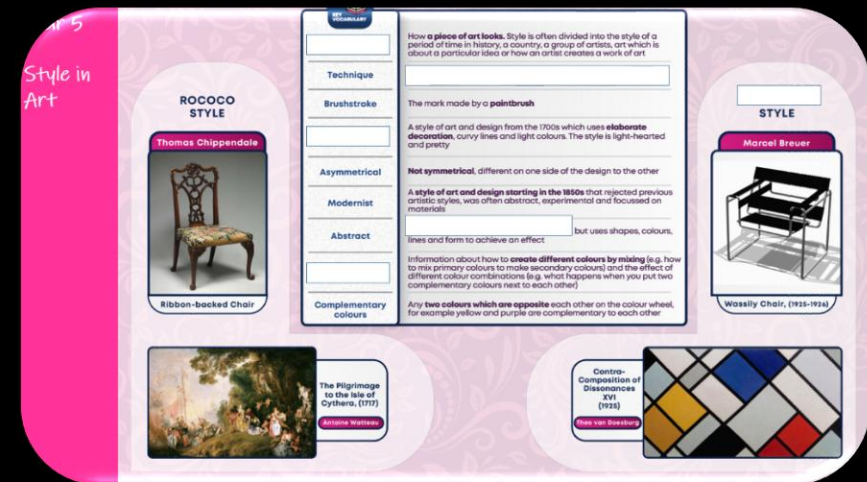 ar 5
Style in
Art
KEY
VOCABULARY
How a piece of art looks. Style is often divided into the style of a
period of time in history, a country, a group of artists, art which is
about a particular idea or how an artist creates a work of art
Technique
Brushstroke
The mark made by a paintbrush
A style of art and design from the 1700s which uses elaborate
decoration, curvy lines and light colours. The style is light-hearted
and pretty
Asymmetrical
Not symmetrical, different on one side of the design to the other
Modernist
A style of art and design starting in the 1850s that rejected previous
artistic styles, was often abstract, experimental and focussed on
materials
Abstract
but uses shapes, colours,
lines and form to achieve an effect
Information about how to create different colours by mixing (e.g. how
to mix primary colours to make secondary colours) and the effect of
different colour combinations (e.g. what happens when you put two
complementary colours next to each other)
Complementary
colours
Any two colours which are opposite each other on the colour wheel,
for example yellow and purple are complementary to each other
ROCOCO
STYLE
Thomas Chippendale
Ribbon-backed Chair
STYLE
Marcel Breuer
Wassily Chair, (1925-1926)
The Pilgrimage
to the Isle of
Cythera, (1717)
Antoine Watteau
Contra-
Composition of
Dissonances
XVI
(1925)
Theo van Doesburg